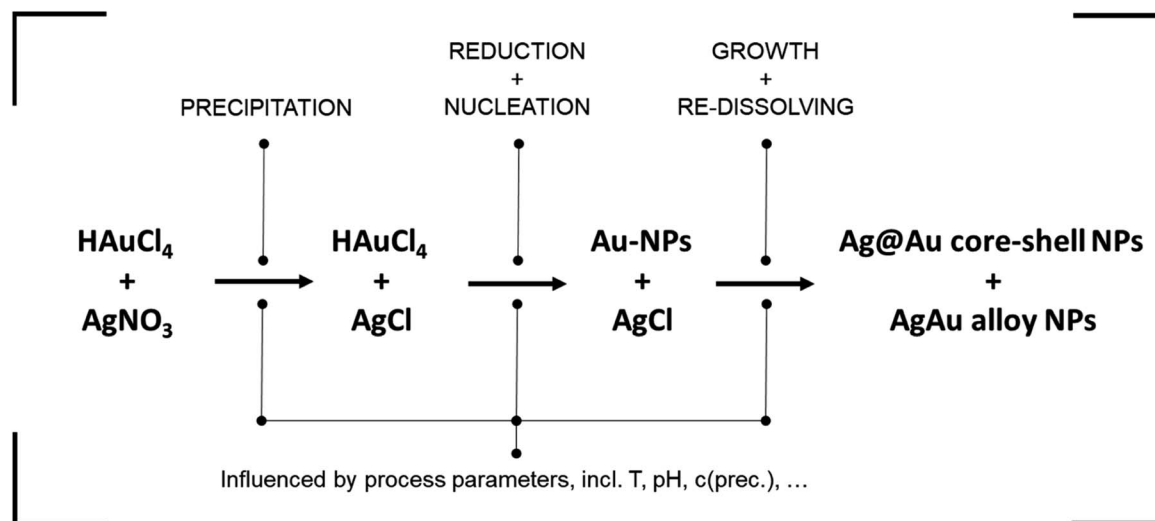 PRECIPITATION
REDUCTION
+
NUCLEATION
GROWTH
+
RE-DISSOLVING
HAuCl₄
+
AgNO₃
HAuCl₄
+
AgCl
Au-NPs
+
AgCl
Ag@Au core-shell NPs
+
AgAu alloy NPs
Influenced by process parameters, incl. T, pH, c(prec.), …